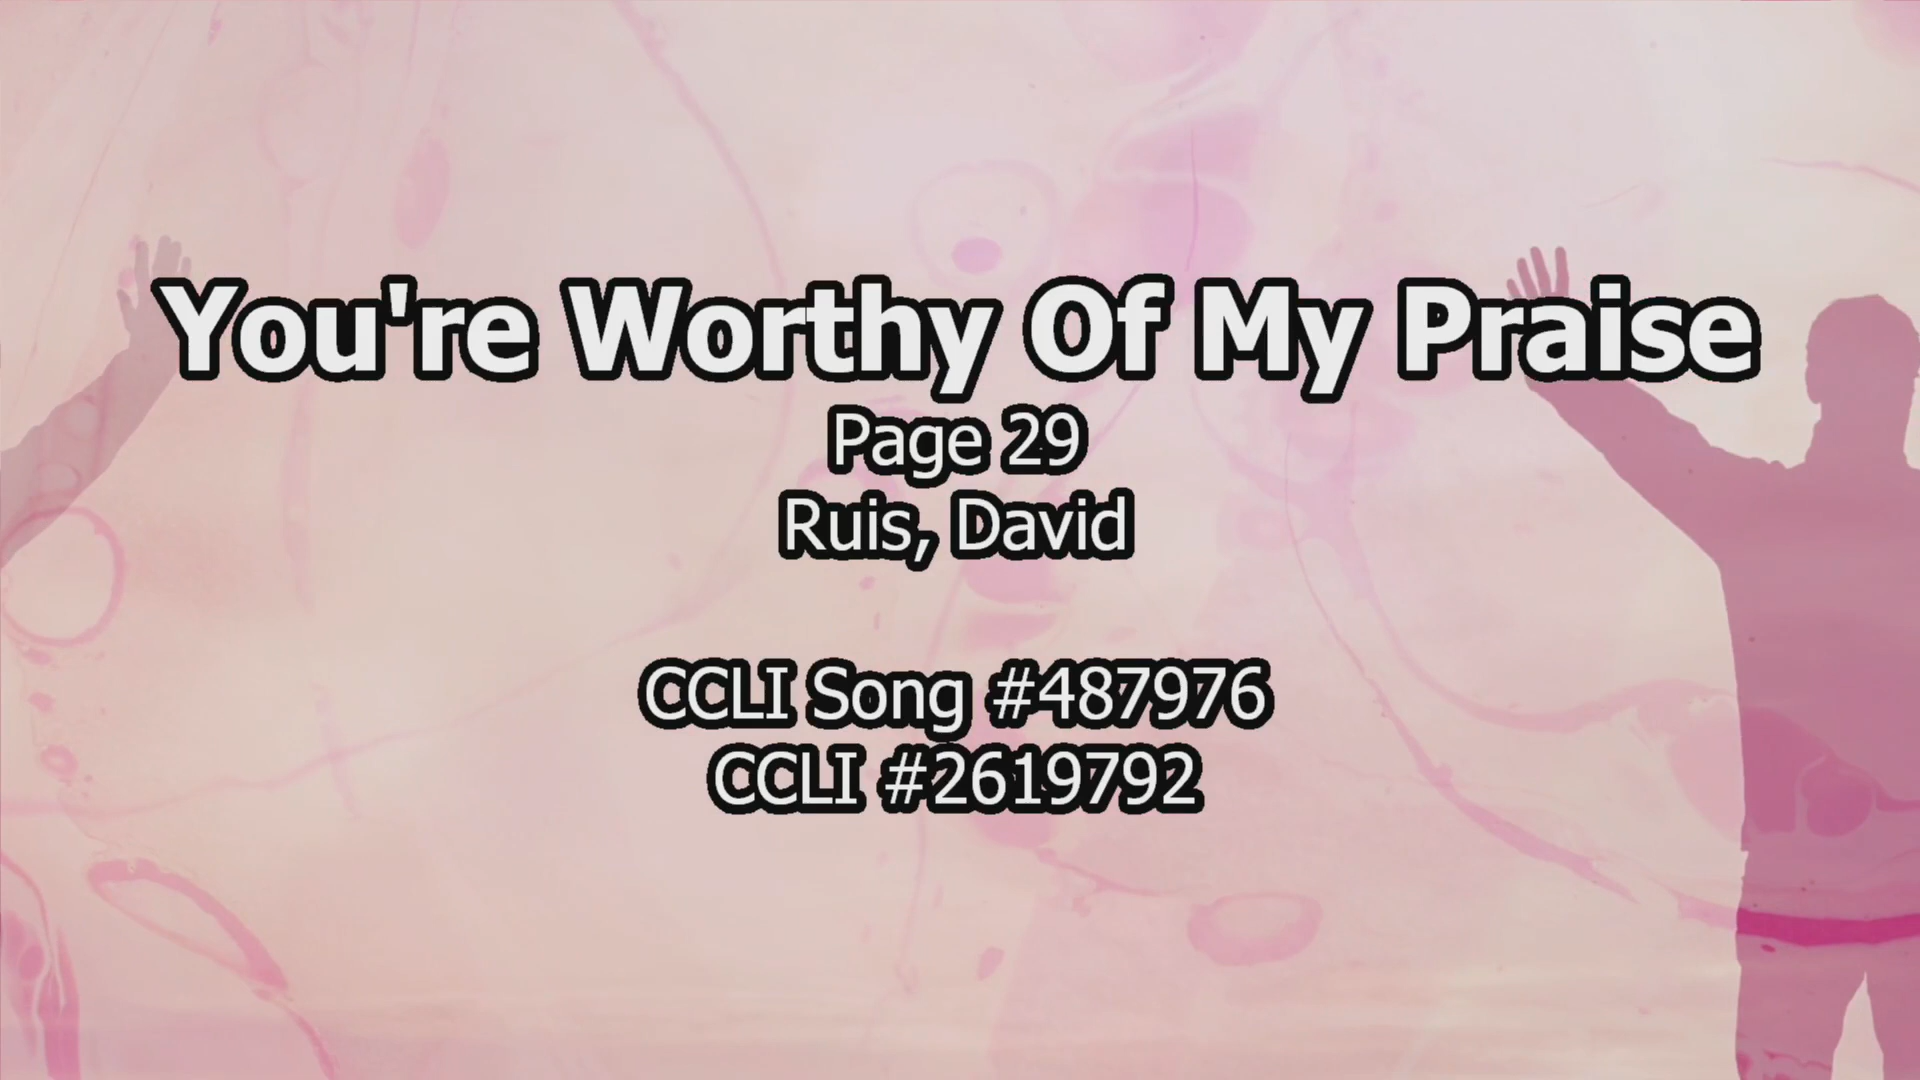 You're Worthy Of My Praise
Page 29
Ruis, David
CCLI Song #487976
CCLI #2619792